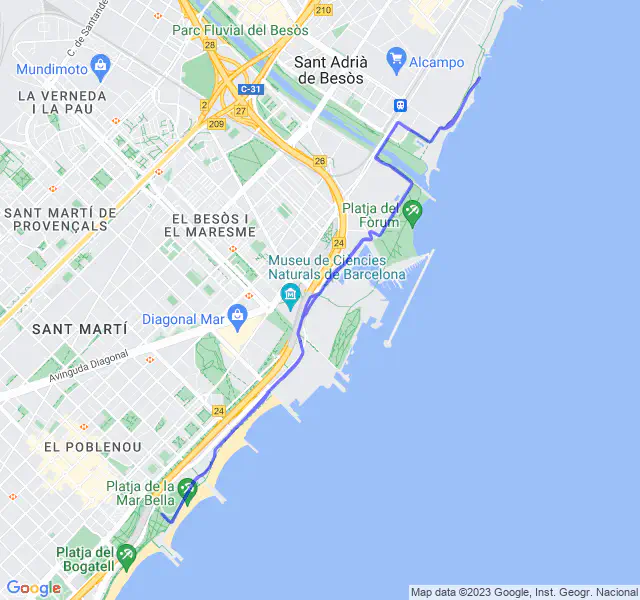 C. de Santander
210
Parc Fluvial del Besòs
28
Mundimoto
Sant Adrià
de Besòs
Alcampo
LA VERNEDA
I LA PAU
C-31
2
27
209
26
SANT MARTÍ DE
PROVENÇALS
EL BESÒS I
EL MARESME
Platja del
Fòrum
24
Museu de Ciències
Naturals de Barcelona
Diagonal Mar
SANT MARTÍ
Avinguda Diagonal
24
EL POBLENOU
Platja de la
Mar Bella
Platja del
Bogatell
Google
Map data ©2023 Google, Inst. Geogr. Nacional